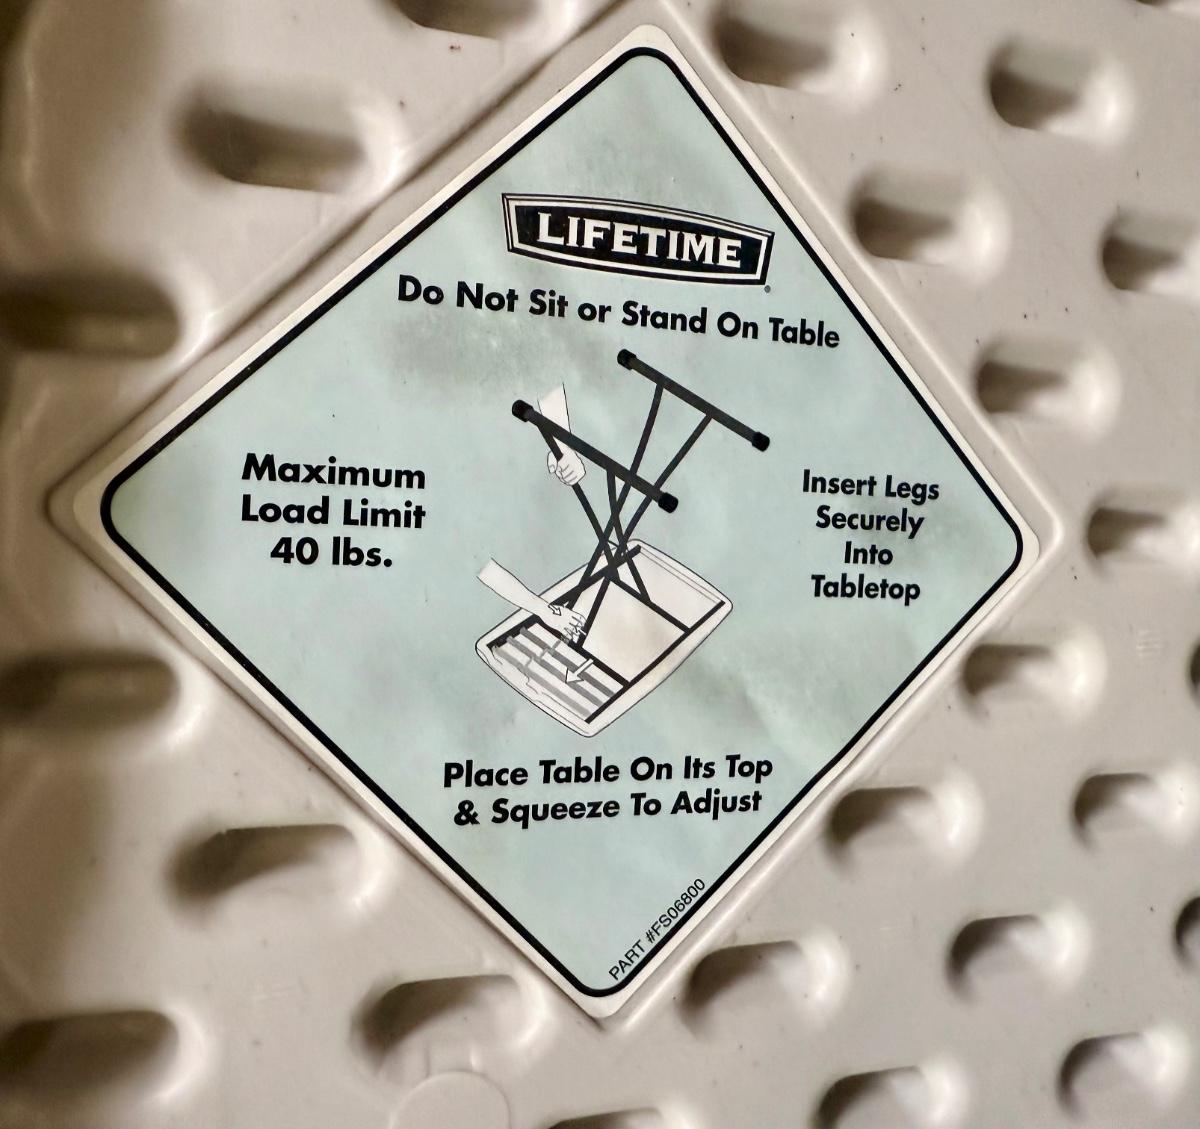 LIFETIME
Do Not Sit or Stand On Table
Maximum
Load Limit
40 lbs.
Insert Legs
Securely
Into
Tabletop
Place Table On Its Top
& Squeeze To Adjust
PART #FS06800